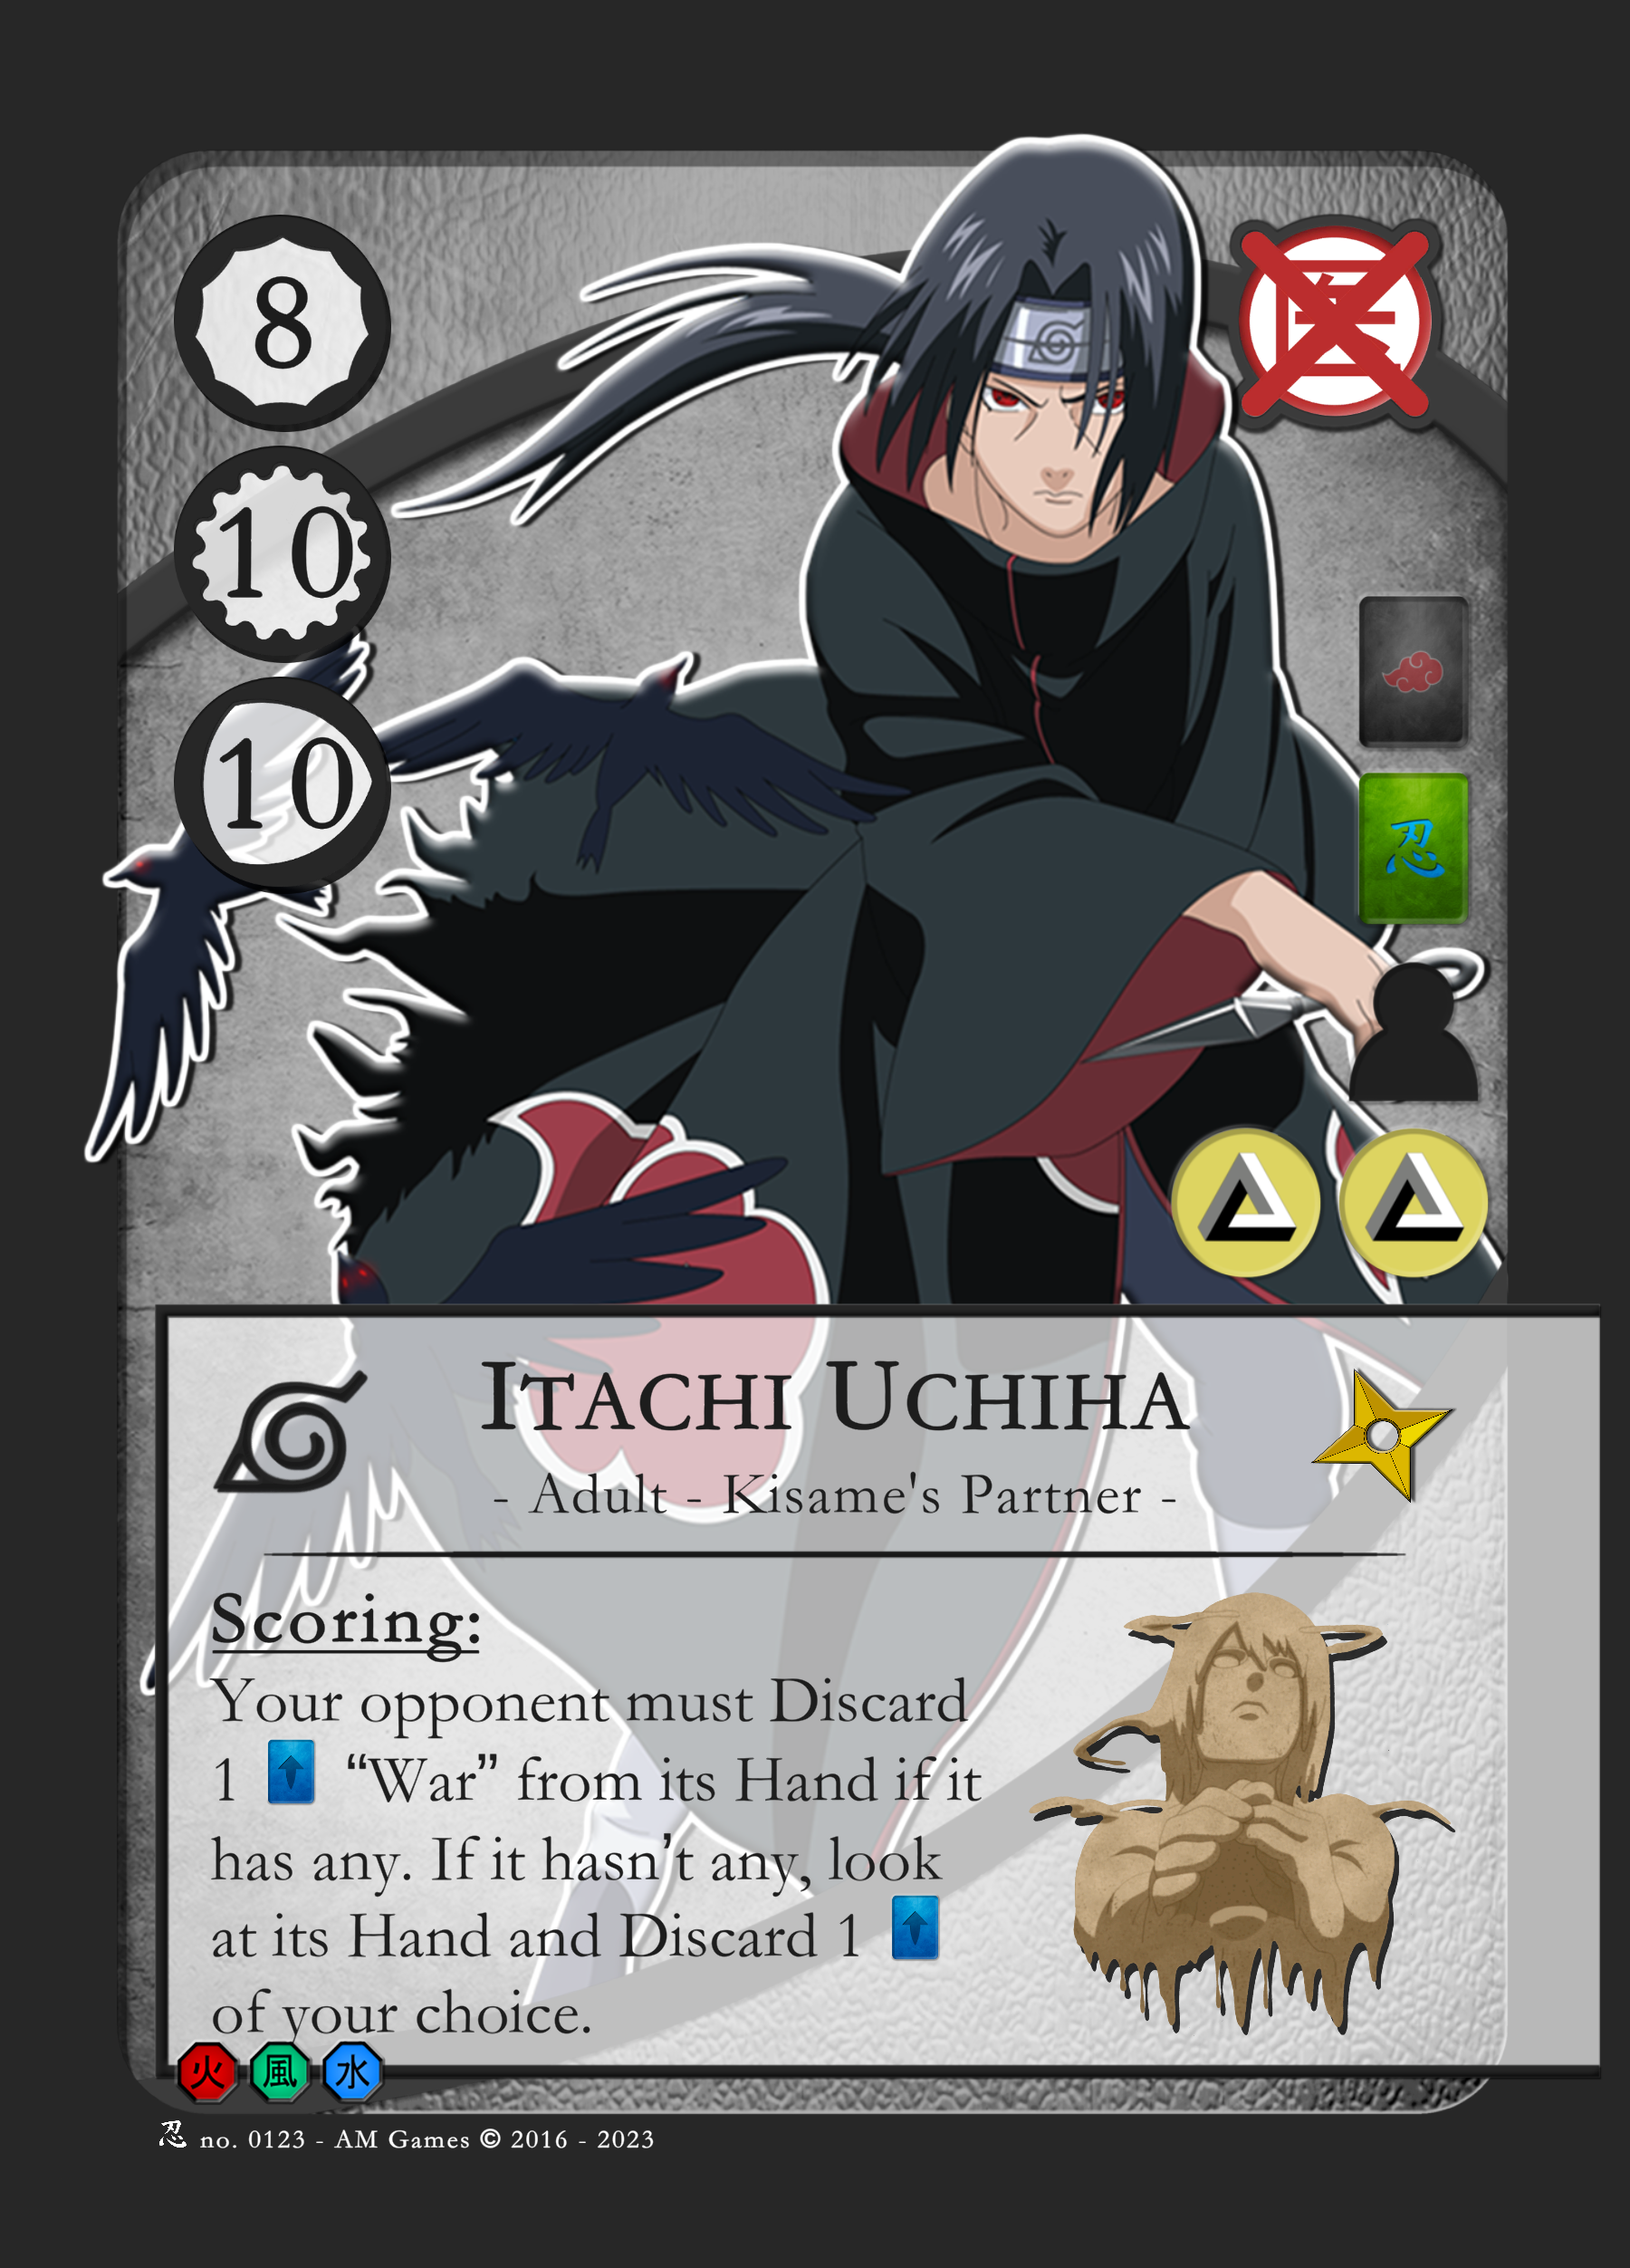 8
10
10
医
忍
Itachi Uchiha
- Adult - Kisame's Partner -
Scoring:
Your opponent must Discard
1 “War” from its Hand if it
has any. If it hasn’t any, look
at its Hand and Discard 1
of your choice.
火 風 水
忍 no. 0123 - AM Games © 2016 - 2023